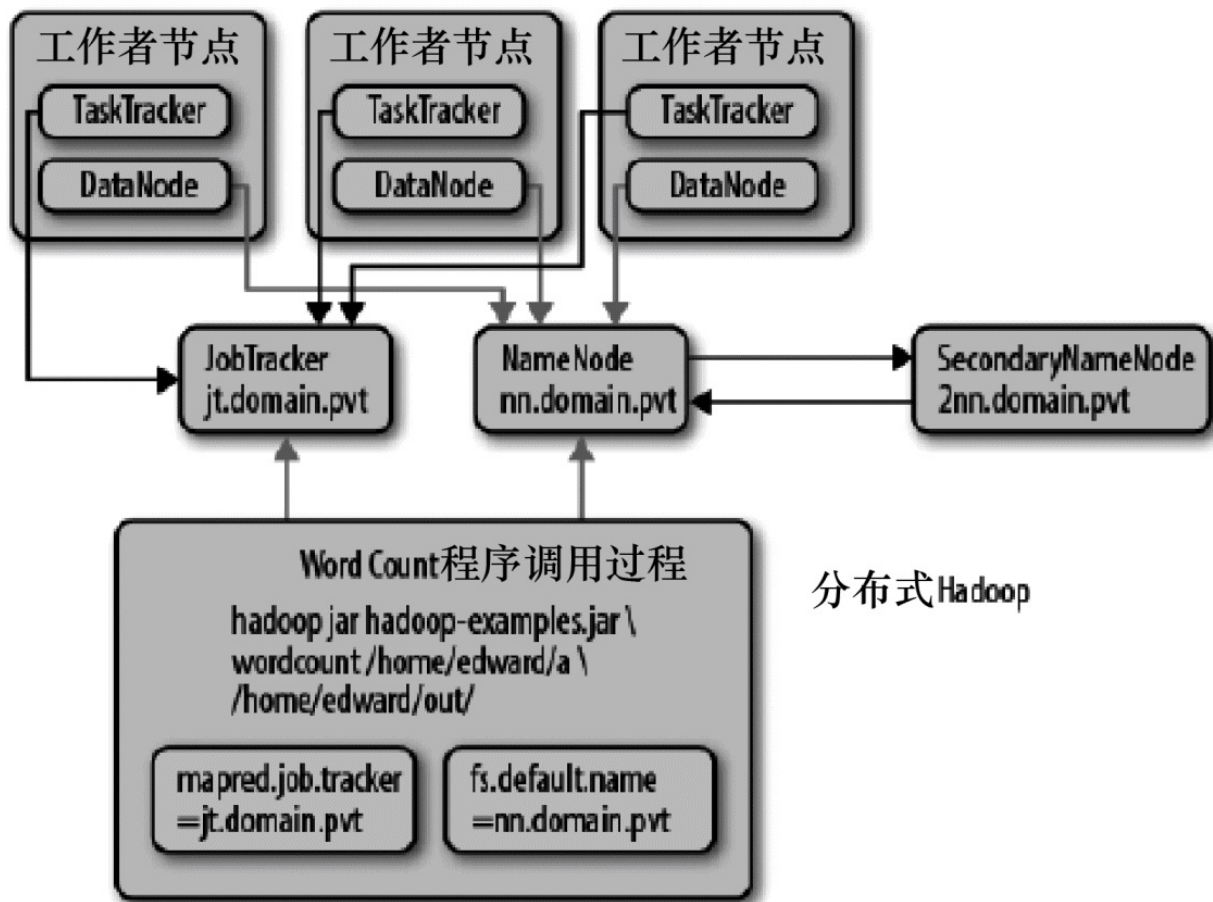 工作者节点
TaskTracker
DataNode
工作者节点
TaskTracker
DataNode
工作者节点
TaskTracker
DataNode
JobTracker
jt.domain.pvt
NameNode
nn.domain.pvt
SecondaryNameNode
2nn.domain.pvt
Word Count程序调用过程
hadoop jar hadoop-examples.jar \
wordcount /home/edward/a \
/home/edward/out/
mapred.job.tracker
=jt.domain.pvt
fs.default.name
=nn.domain.pvt
分布式Hadoop